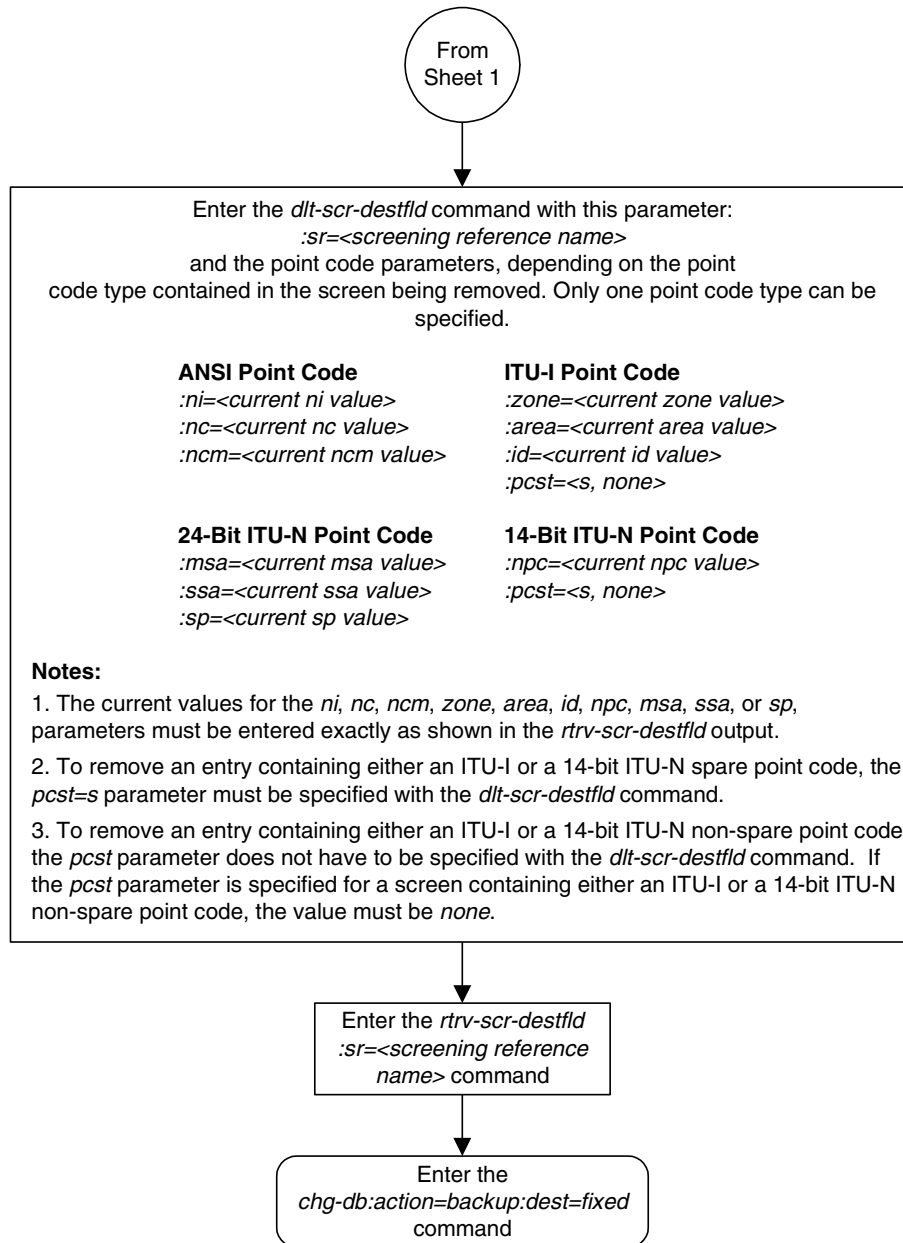 From
Sheet 1
Enter the dlt-scr-destfld command with this parameter:
:sr=<screening reference name>
and the point code parameters, depending on the point
code type contained in the screen being removed. Only one point code type can be
specified.
ANSI Point Code
:ni=<current ni value>
:nc=<current nc value>
:ncm=<current ncm value>
ITU-I Point Code
:zone=<current zone value>
:area=<current area value>
:id=<current id value>
:pcst=<s, none>
24-Bit ITU-N Point Code
:msa=<current msa value>
:ssa=<current ssa value>
:sp=<current sp value>
14-Bit ITU-N Point Code
:npc=<current npc value>
:pcst=<s, none>
Notes:
1. The current values for the ni, nc, ncm, zone, area, id, npc, msa, ssa, or sp,
parameters must be entered exactly as shown in the rtrv-scr-destfld output.
2. To remove an entry containing either an ITU-I or a 14-bit ITU-N spare point code, the
pcst=s parameter must be specified with the dlt-scr-destfld command.
3. To remove an entry containing either an ITU-I or a 14-bit ITU-N non-spare point code
the pcst parameter does not have to be specified with the dlt-scr-destfld command. If
the pcst parameter is specified for a screen containing either an ITU-I or a 14-bit ITU-N
non-spare point code, the value must be none.
Enter the rtrv-scr-destfld
:sr=<screening reference
name> command
Enter the
chg-db:action=backup:dest=fixed
command